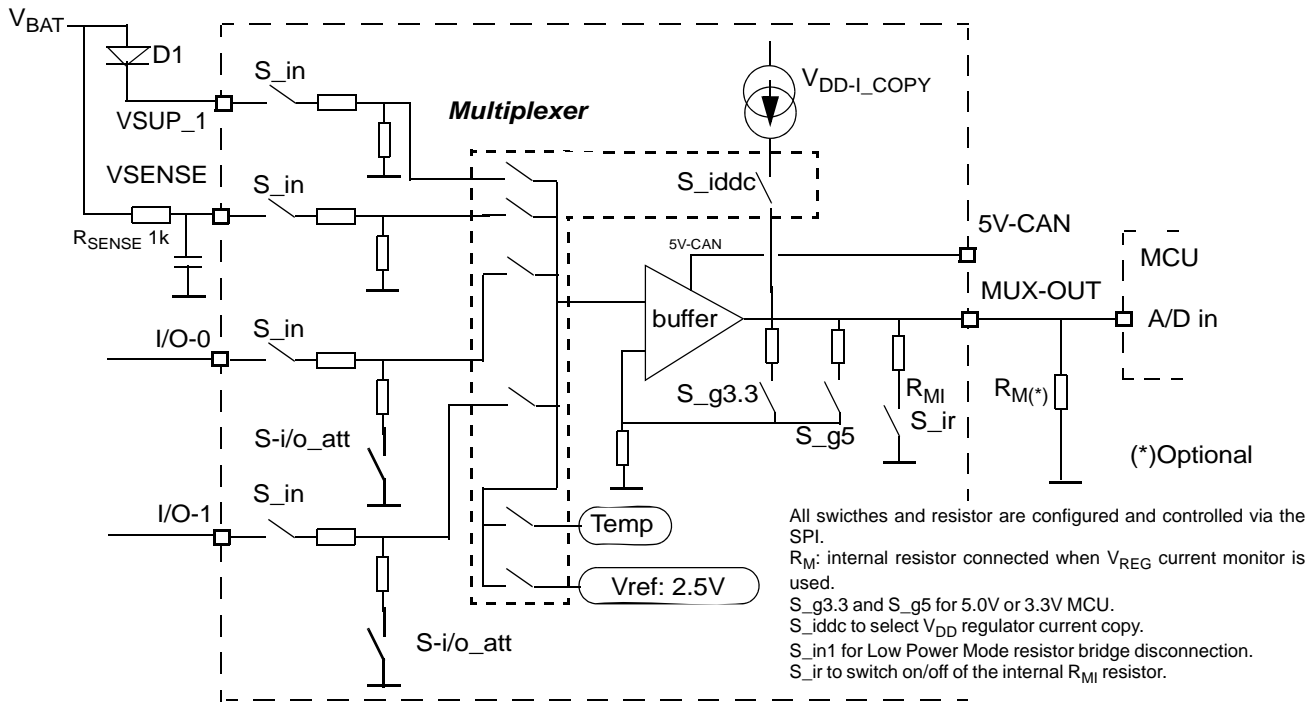 VBAT
D1
S_in
VDD-I_COPY
VSUP_1
Multiplexer
VSENSE
S_in
S_iddc
RSENSE 1k
5V-CAN
5V-CAN
MCU
MUX-OUT
buffer
A/D in
I/O-0
S_in
S_g3.3
RMI
RM(*)
S_g5
S_ir
S-i/o_att
(*)Optional
S_in
I/O-1
Temp
Vref: 2.5V
S-i/o_att
All swicthes and resistor are configured and controlled via the
SPI.
RM: internal resistor connected when VREG current monitor is
used.
S_g3.3 and S_g5 for 5.0V or 3.3V MCU.
S_iddc to select VDD regulator current copy.
S_in1 for Low Power Mode resistor bridge disconnection.
S_ir to switch on/off of the internal RMI resistor.